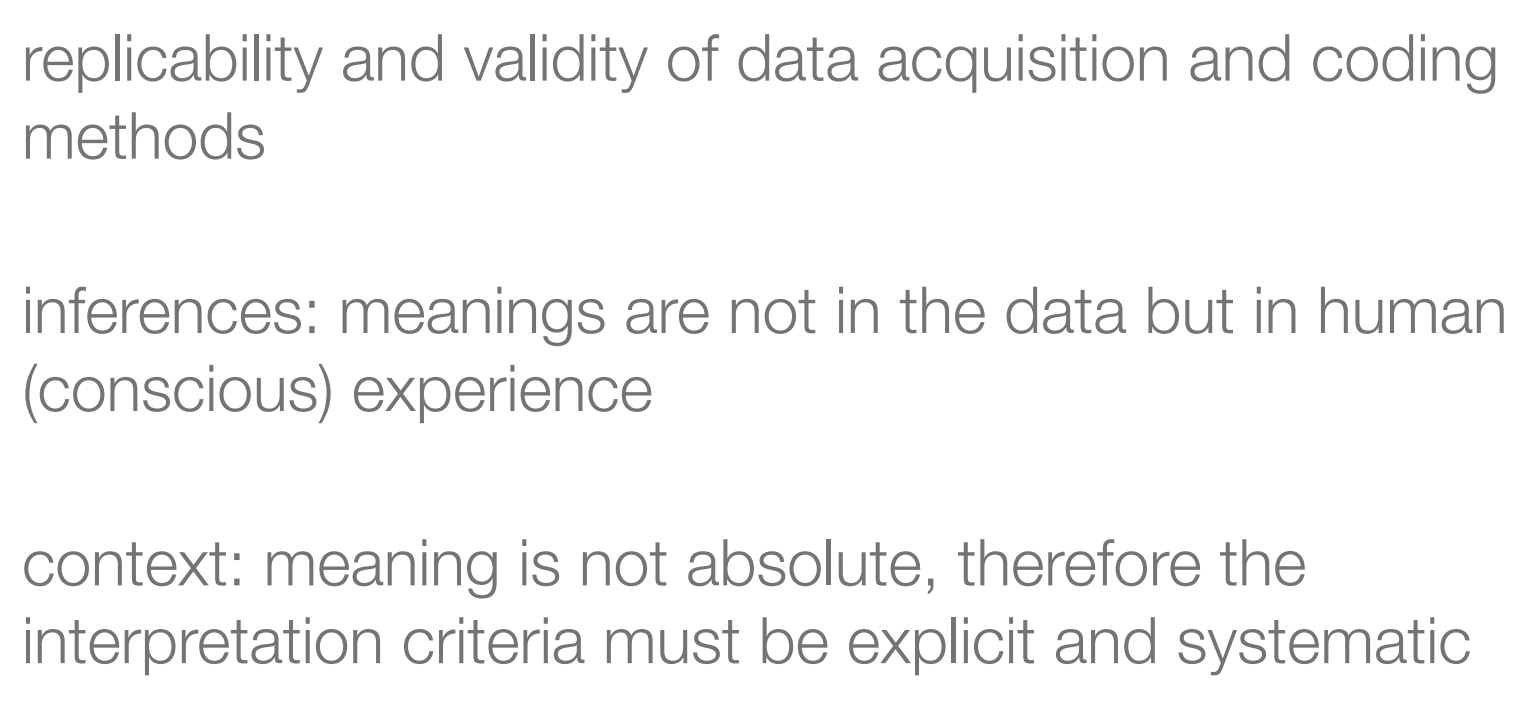 replicability and validity of data acquisition and coding
methods
inferences: meanings are not in the data but in human
(conscious) experience
context: meaning is not absolute, therefore the
interpretation criteria must be explicit and systematic